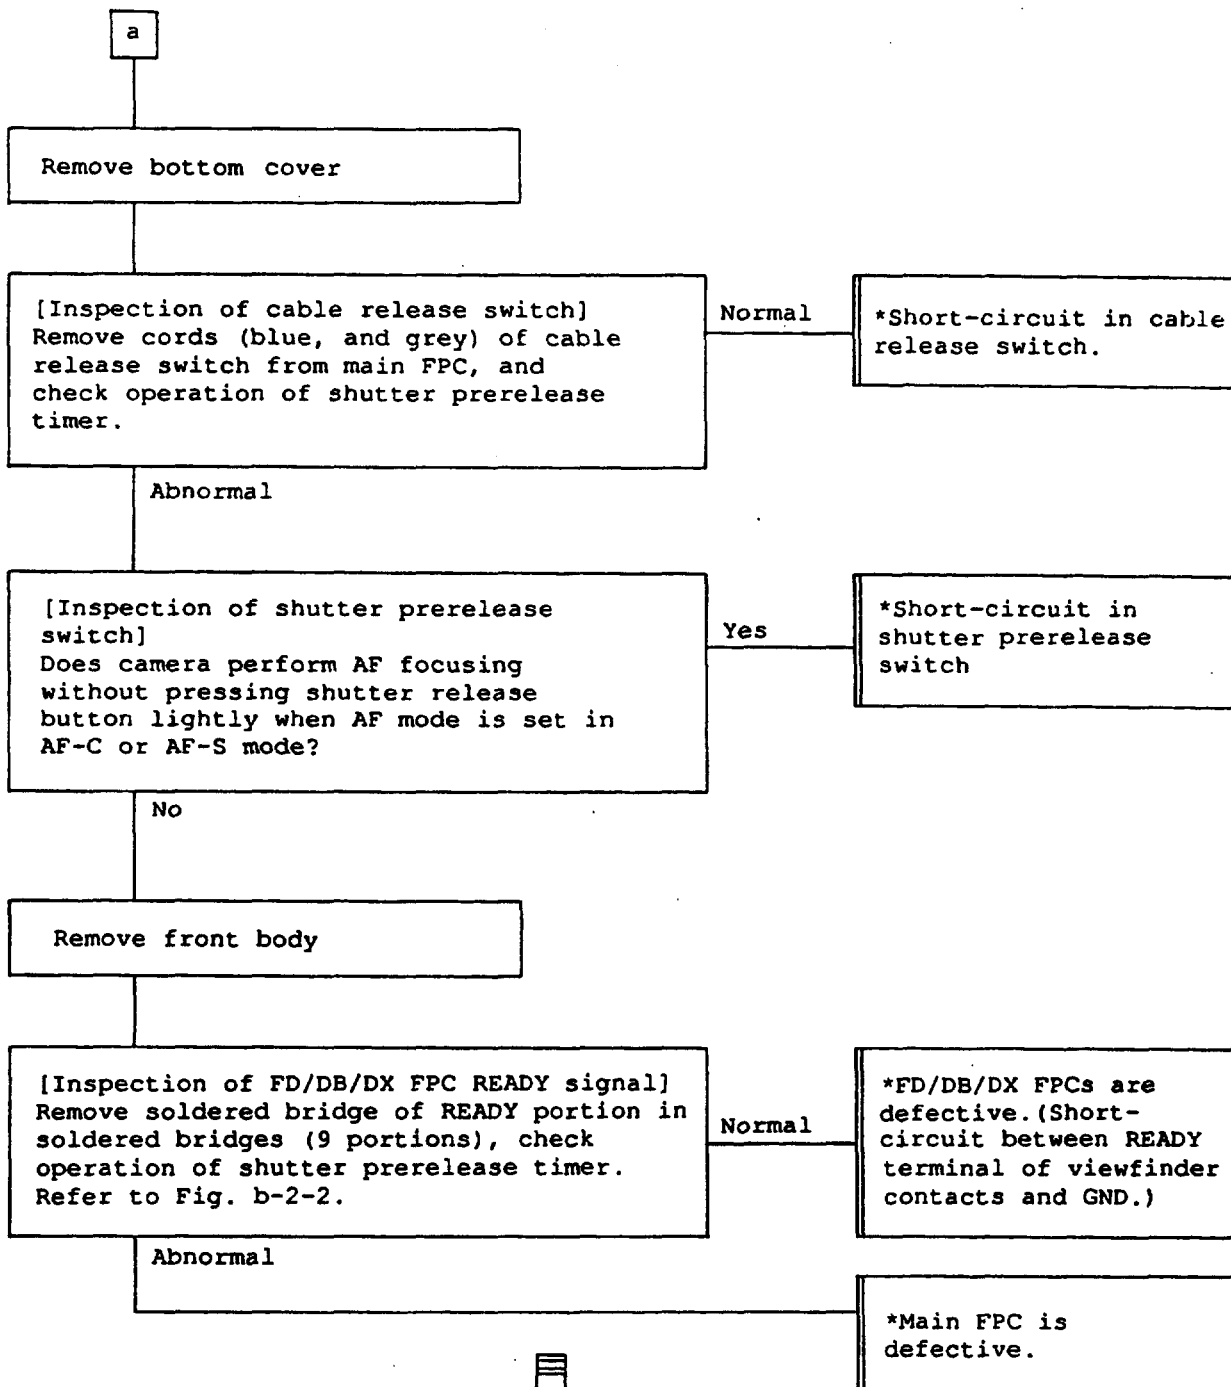 a
Remove bottom cover
[Inspection of cable release switch]
Remove cords (blue, and grey) of cable
release switch from main FPC, and
check operation of shutter prerelease
timer.
Normal
*Short-circuit in cable
release switch.
Abnormal
[Inspection of shutter prerelease
switch]
Does camera perform AF focusing
without pressing shutter release
button lightly when AF mode is set in
AF-C or AF-S mode?
Yes
*Short-circuit in
shutter prerelease
switch
No
Remove front body
[Inspection of FD/DB/DX FPC READY signal]
Remove soldered bridge of READY portion in
soldered bridges (9 portions), check
operation of shutter prerelease timer.
Refer to Fig. b-2-2.
Normal
*FD/DB/DX FPCs are
defective.(Short-
circuit between READY
terminal of viewfinder
contacts and GND.)
Abnormal
*Main FPC is
defective.